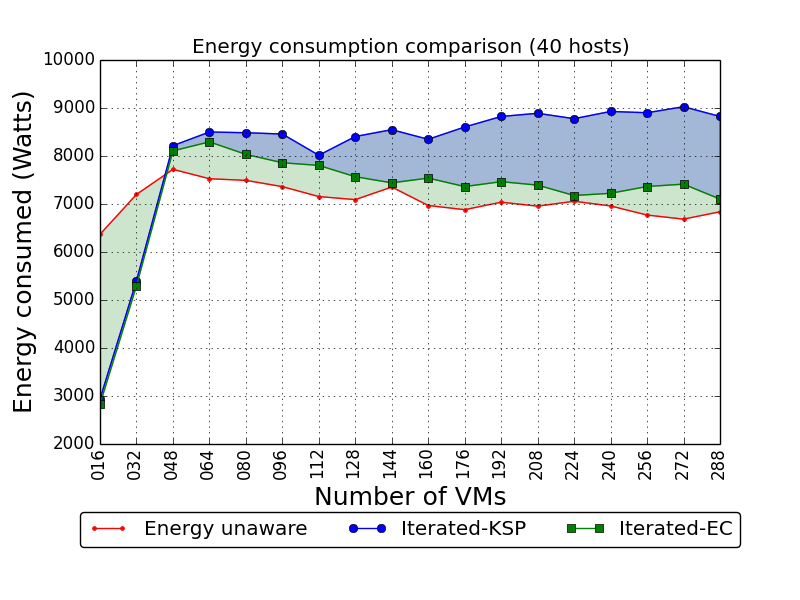 Energy consumption comparison (40 hosts)
10000
9000
8000
7000
6000
5000
4000
3000
2000
Energy consumed (Watts)
016 032 048 064 080 096 112 128 144 160 176 192 208 224 240 256 272 288
Number of VMs
Energy unaware Iterated-KSP Iterated-EC